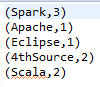 (Spark,3)
(Apache,1)
(Eclipse,1)
(4thSource,2)
(Scala,2)